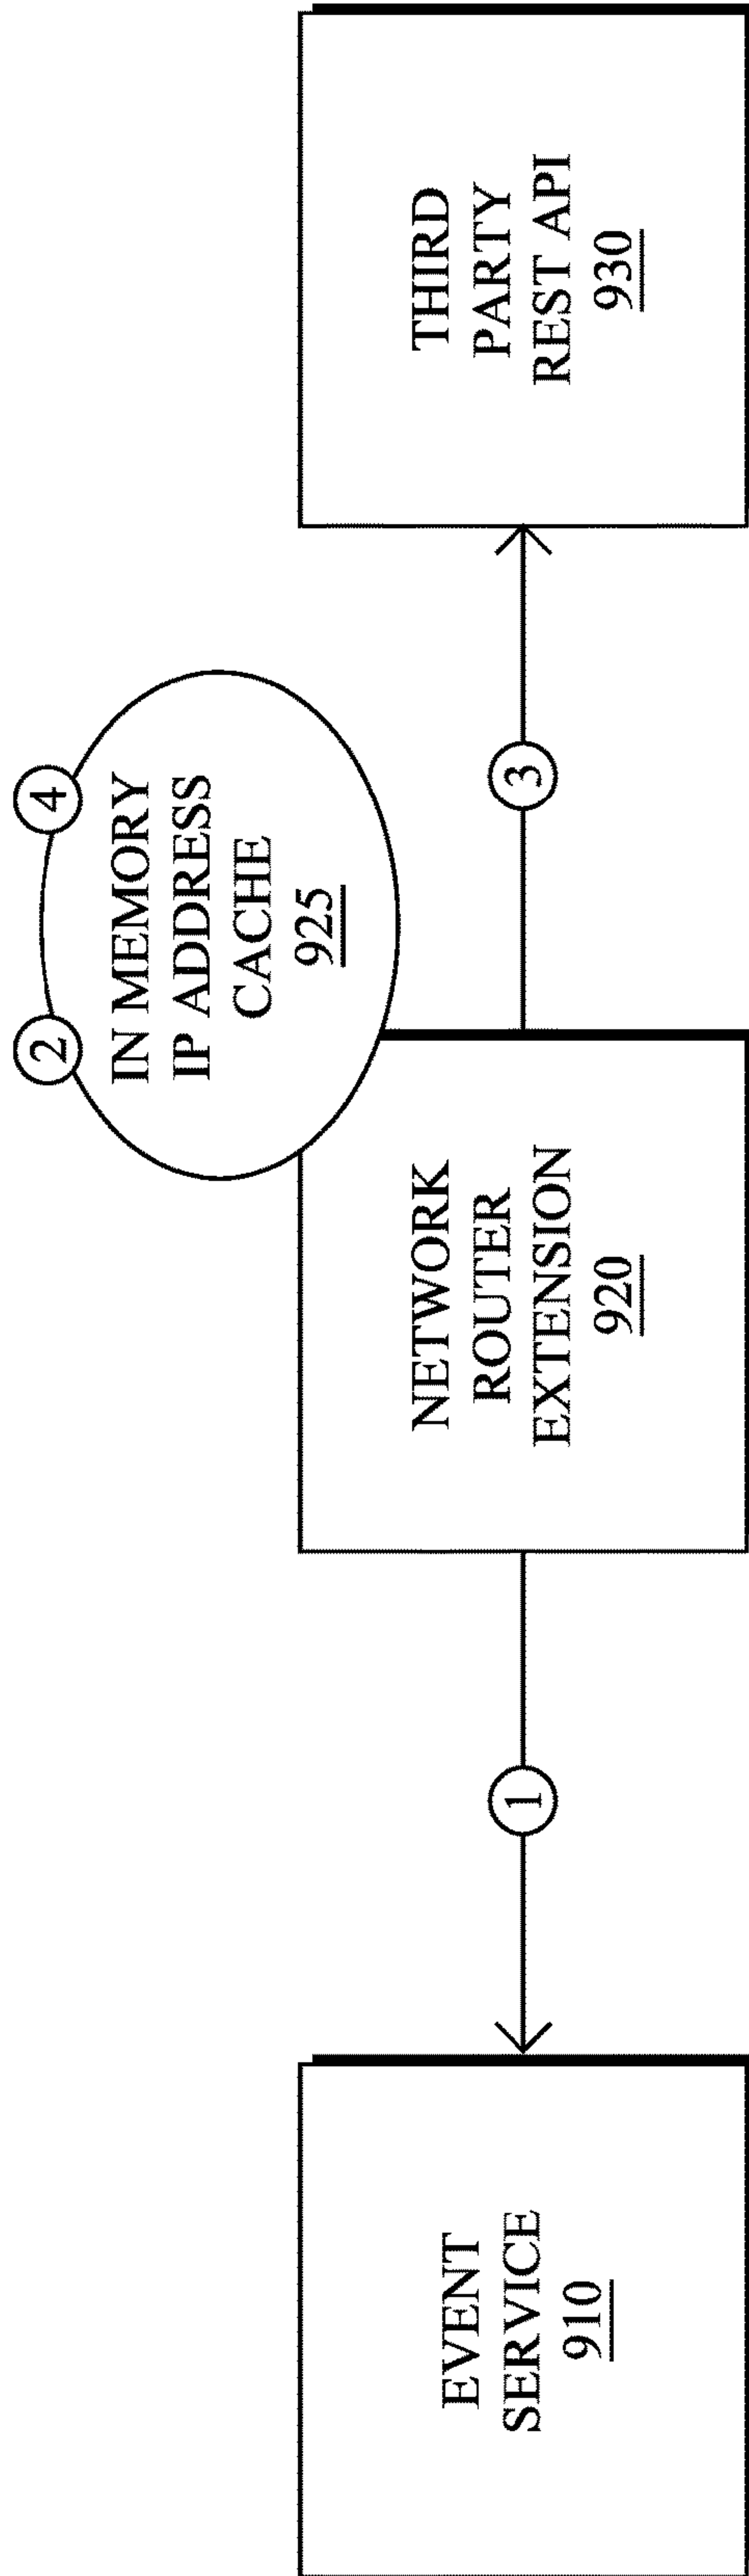 EVENT
SERVICE
910
1
NETWORK
ROUTER
EXTENSION
920
2
4
IN MEMORY
IP ADDRESS
CACHE
925
3
THIRD
PARTY
REST API
930